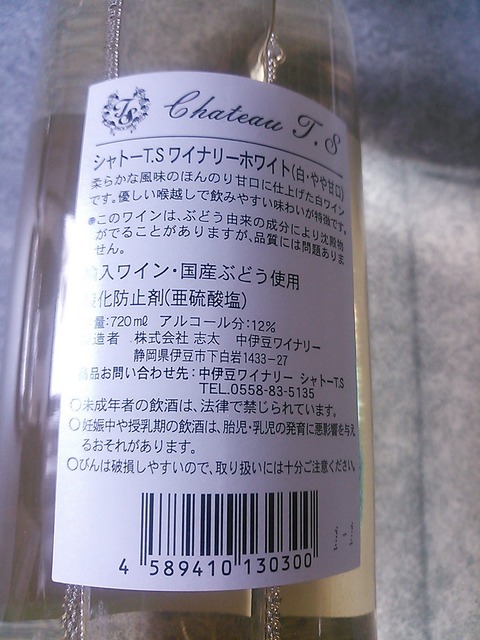 TS
Chateau T.S
シャトーT.S ワイナリーホワイト(白・やや甘口)
柔らかな風味のほんのり甘口に仕上げた白ワイン
です。優しい喉越しで飲みやすい味わいが特徴です。
●このワインは、ぶどう由来の成分により沈殿物
がでることがありますが、品質には問題ありま
せん。
輸入ワイン・国産ぶどう使用
酸化防止剤(亜硫酸塩)
量:720㎖ アルコール分:12%
造者 株式会社 志太 中伊豆ワイナリー
静岡県伊豆市下白岩1433-27
商品お問い合わせ先:中伊豆ワイナリー シャトーT.S
TEL.0558-83-5135
○未成年者の飲酒は、法律で禁じられています。
○妊娠中や授乳期の飲酒は、胎児・乳児の発育に悪影響を与え
るおそれがあります。
○びんは破損しやすいので、取り扱いには十分ご注意ください。
4 589410 130300